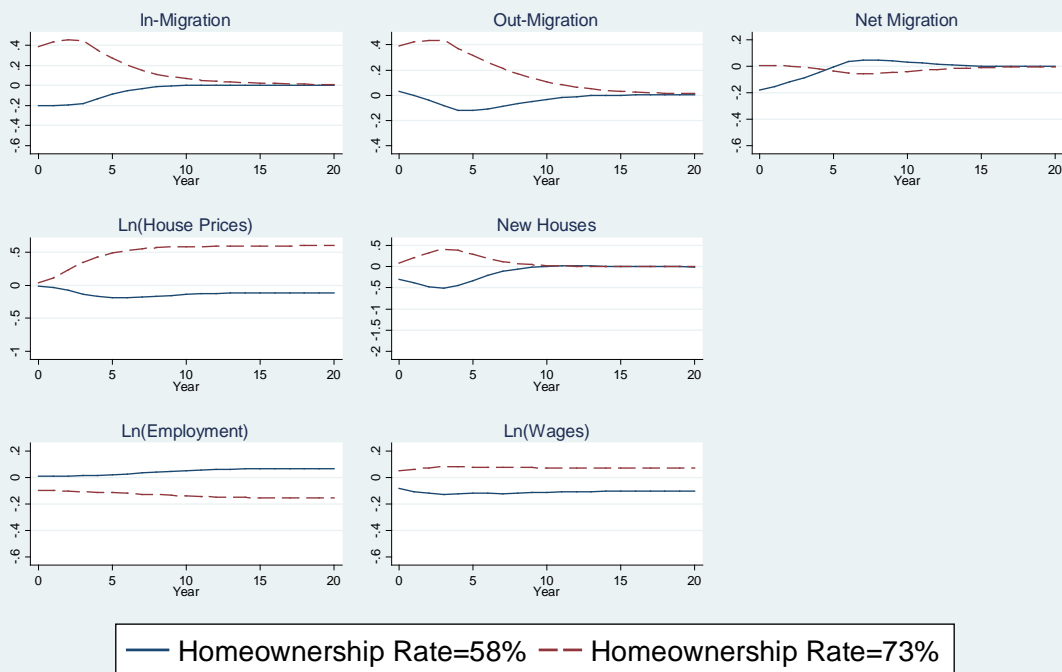 In-Migration
.4
.2
0
-.2
-.4
-.6
0 5 10 15 20
Year
Out-Migration
.4
.2
0
-.2
-.4
0 5 10 15 20
Year
Net Migration
.2
0
-.2
-.4
-.6
0 5 10 15 20
Year
Ln(House Prices)
.5
0
-.5
-1
0 5 10 15 20
Year
New Houses
.5
0
-.5
-1
-1.5
-2
0 5 10 15 20
Year
Ln(Employment)
.2
0
-.2
-.4
-.6
0 5 10 15 20
Year
Ln(Wages)
.2
0
-.2
-.4
-.6
0 5 10 15 20
Year
Homeownership Rate=58% Homeownership Rate=73%